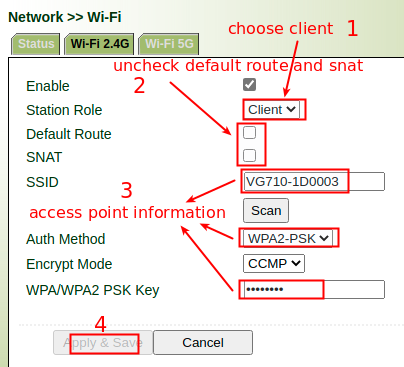 Network >> Wi-Fi
choose client 1
Status Wi-Fi 2.4G Wi-Fi 5G
uncheck default route and snat
2
Enable
Station Role Client
Default Route
SNAT
SSID VG710-1D0003
3
access point information Scan
Auth Method WPA2-PSK
Encrypt Mode CCMP
WPA/WPA2 PSK Key ••••••••
4
Apply & Save Cancel